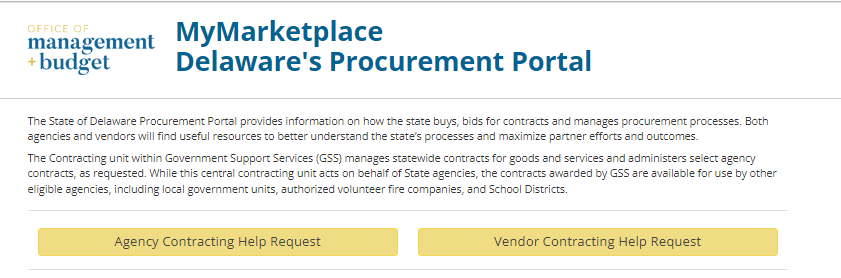 OFFICE OF
management
+budget
MyMarketplace
Delaware's Procurement Portal
The State of Delaware Procurement Portal provides information on how the state buys, bids for contracts and manages procurement processes. Both
agencies and vendors will find useful resources to better understand the state's processes and maximize partner efforts and outcomes.
The Contracting unit within Government Support Services (GSS) manages statewide contracts for goods and services and administers select agency
contracts, as requested. While this central contracting unit acts on behalf of State agencies, the contracts awarded by GSS are available for use by other
eligible agencies, including local government units, authorized volunteer fire companies, and School Districts.
Agency Contracting Help Request
Vendor Contracting Help Request